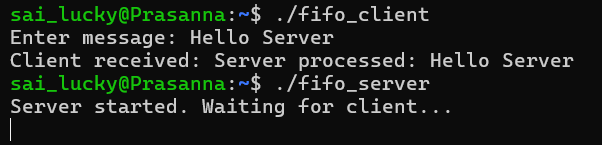 sai_lucky@Prasanna:~$ ./fifo_client
Enter message: Hello Server
Client received: Server processed: Hello Server
sai_lucky@Prasanna:~$ ./fifo_server
Server started. Waiting for client...